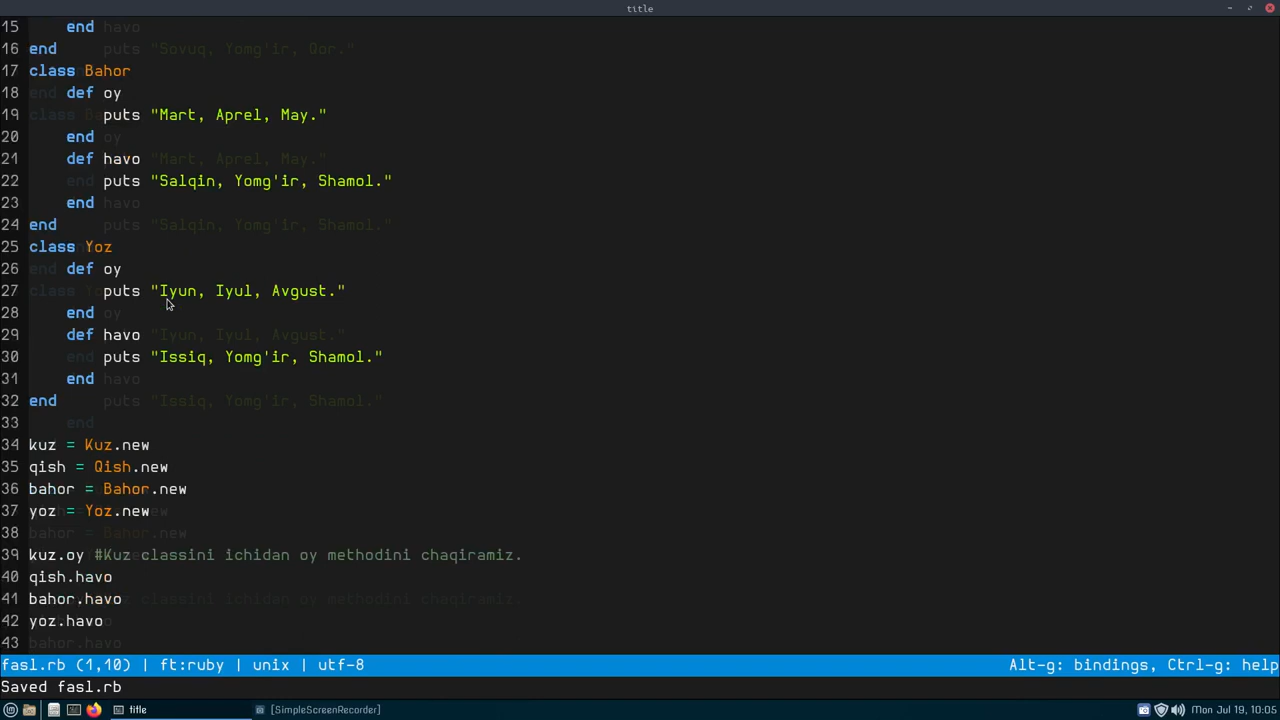 title
15 end
16 end
17 class Bahor
18 def oy
19 puts "Mart, Aprel, May."
20 end
21 def havo
22 puts "Salqin, Yomg'ir, Shamol."
23 end
24 end
25 class Yoz
26 def oy
27 puts "Iyun, Iyul, Avgust."
28 end
29 def havo
30 puts "Issiq, Yomg'ir, Shamol."
31 end
32 end
33
34 kuz = Kuz.new
35 qish = Qish.new
36 bahor = Bahor.new
37 yoz = Yoz.new
38
39 kuz.oy #Kuz classini ichidan oy methodini chaqiramiz.
40 qish.havo
41 bahor.havo
42 yoz.havo
43
fasl.rb (1,10) | ft:ruby | unix | utf-8 Alt-g: bindings, Ctrl-g: help
Saved fasl.rb
title [SimpleScreenRecorder] Mon Jul 19, 10:05